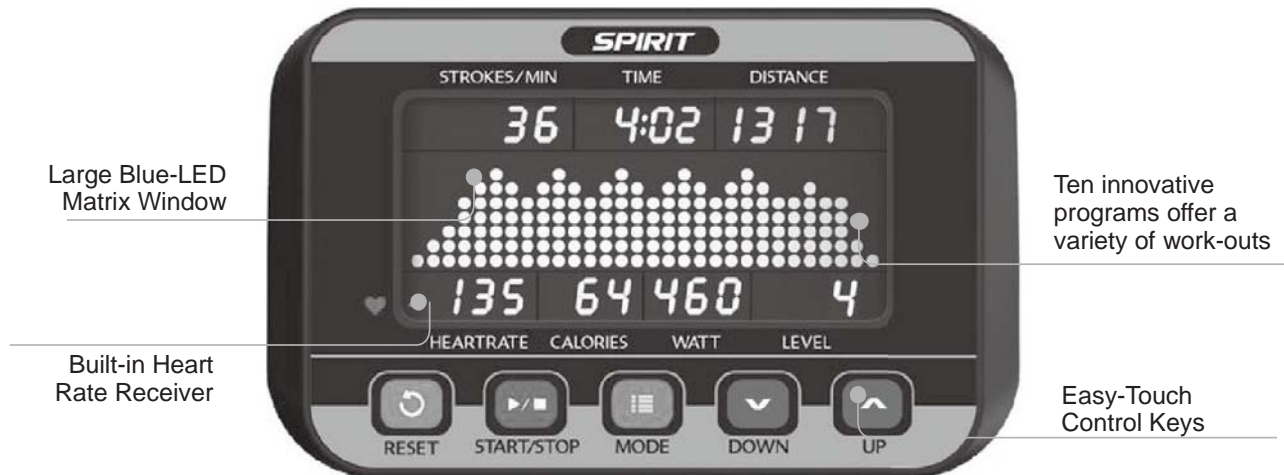 SPIRIT
STROKES/MIN TIME DISTANCE
36 4:02 1317
Large Blue-LED
Matrix Window
Ten innovative
programs offer a
variety of work-outs
135 64 460 4
HEARTRATE CALORIES WATT LEVEL
Built-in Heart
Rate Receiver
Easy-Touch
Control Keys
RESET START/STOP MODE DOWN UP